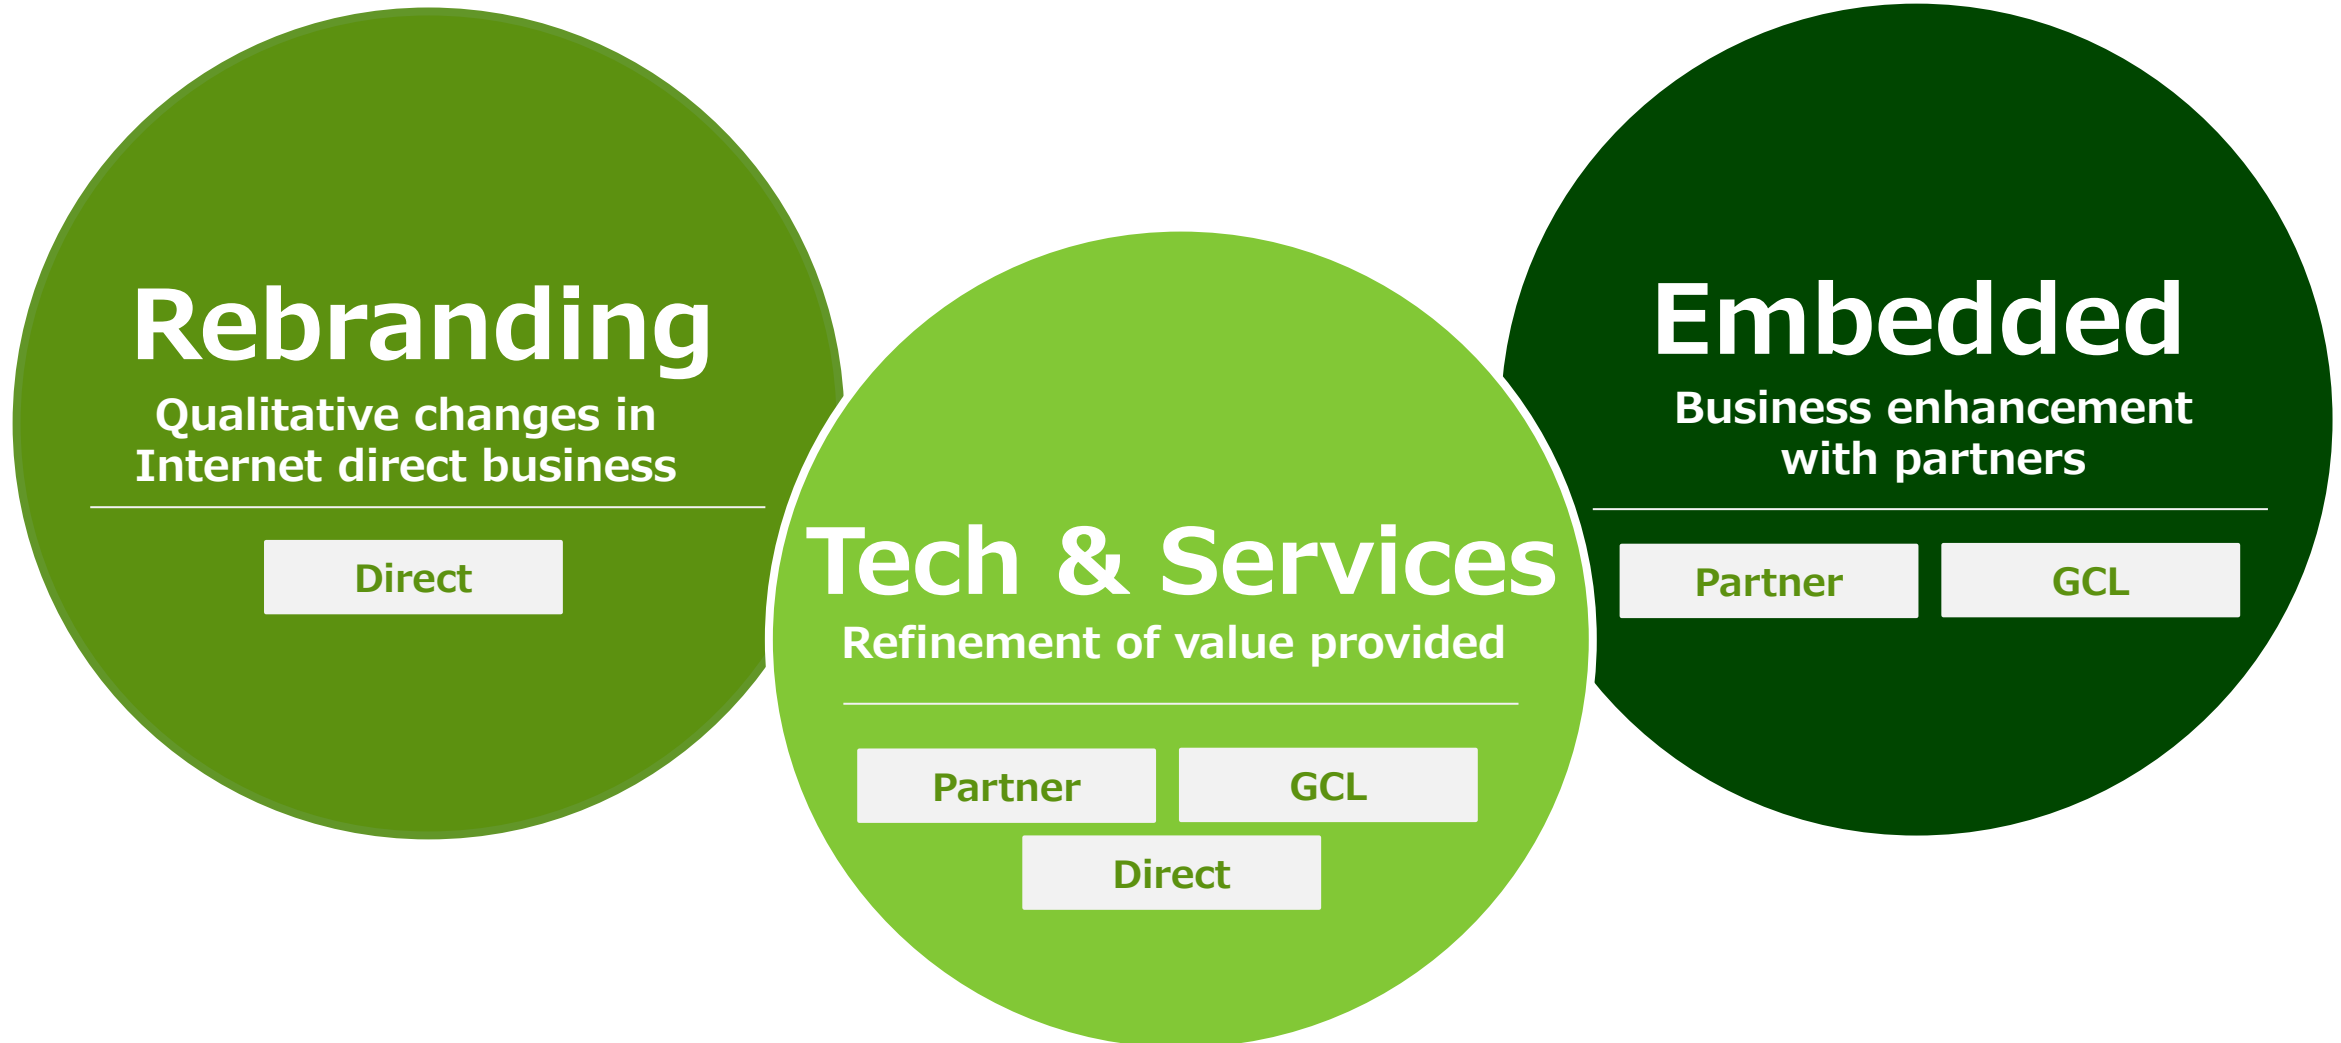 Rebranding
Qualitative changes in
Internet direct business
Direct
Tech & Services
Refinement of value provided
Partner
GCL
Direct
Embedded
Business enhancement
with partners
Partner
GCL